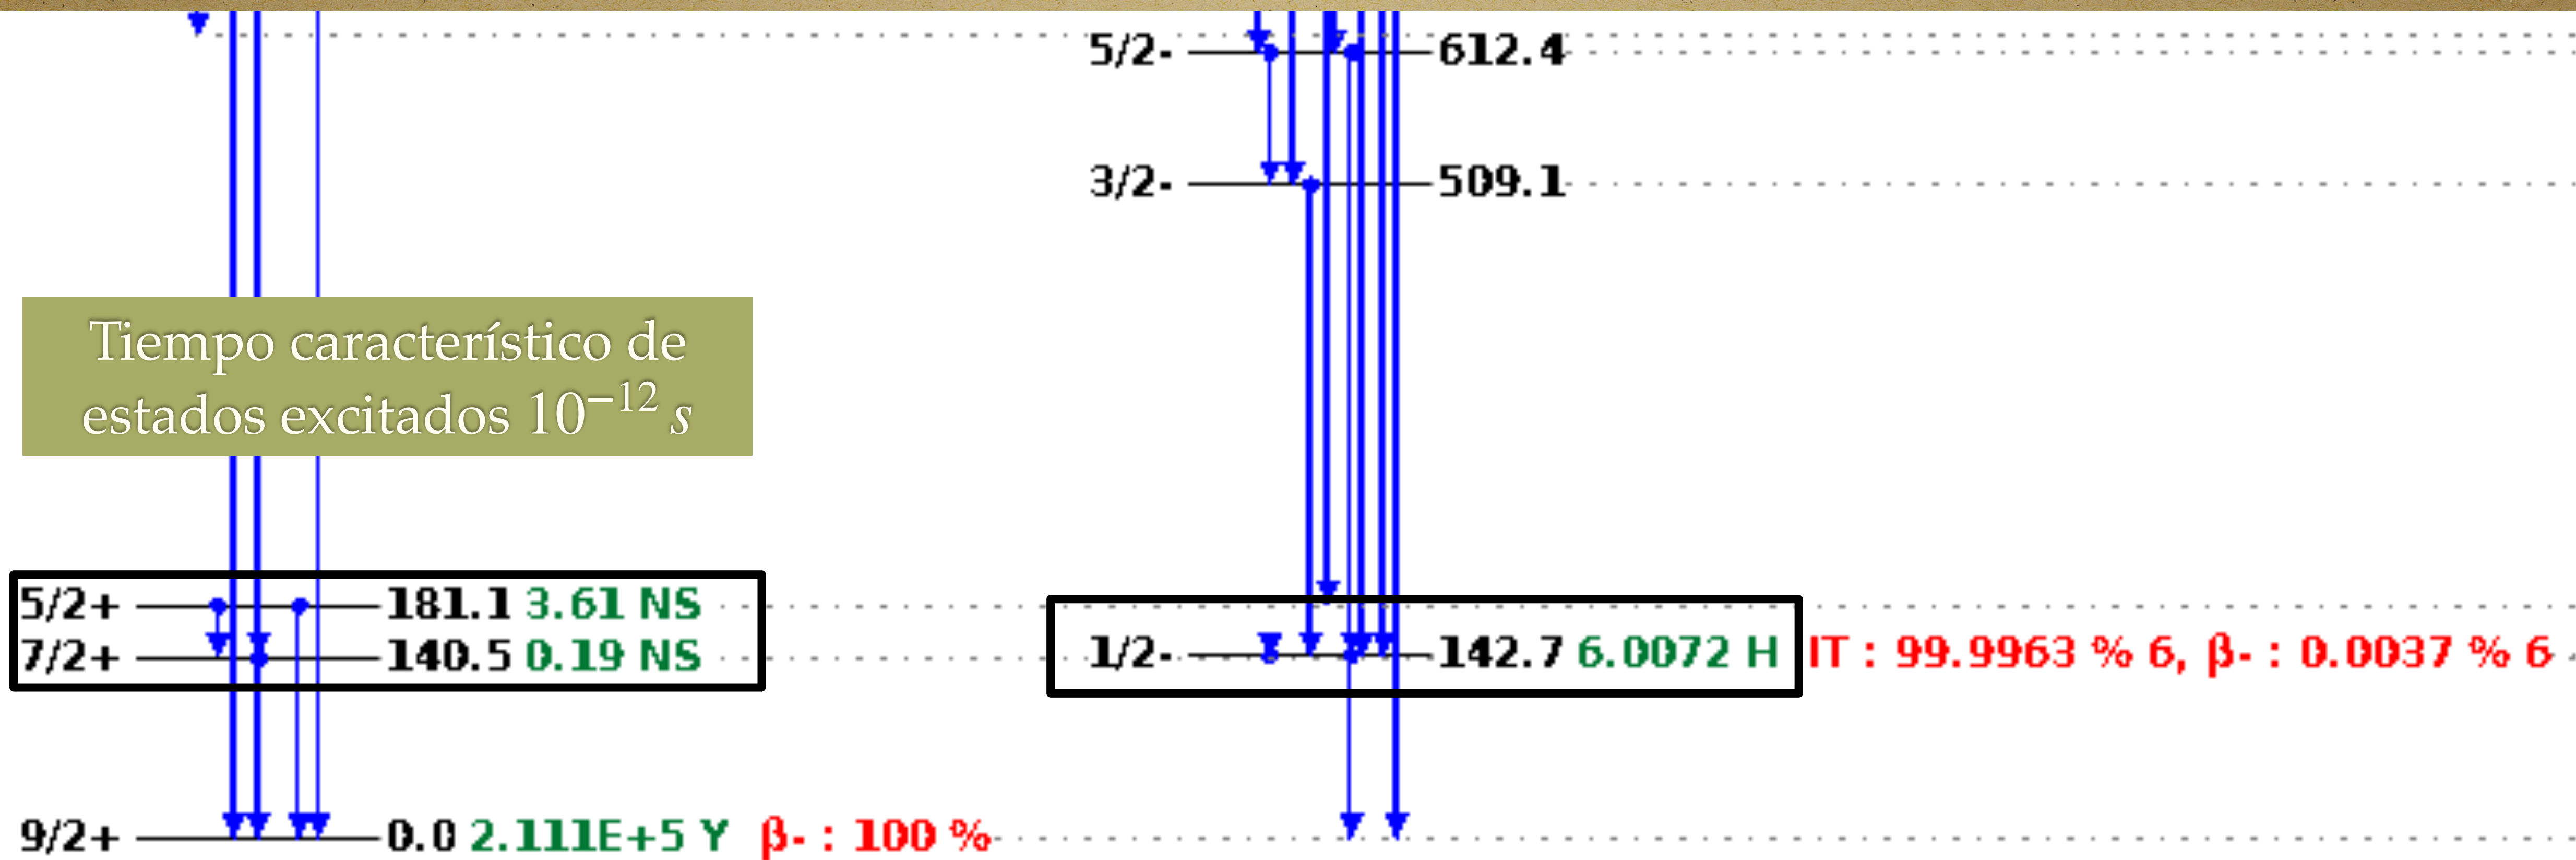 5/2- 612.4
3/2- 509.1
Tiempo característico de
estados excitados 10⁻¹² s
5/2+ 181.1 3.61 NS
7/2+ 140.5 0.19 NS
1/2- 142.7 6.0072 H IT : 99.9963 % 6, β- : 0.0037 % 6
9/2+ 0.0 2.111E+5 Y β- : 100 %